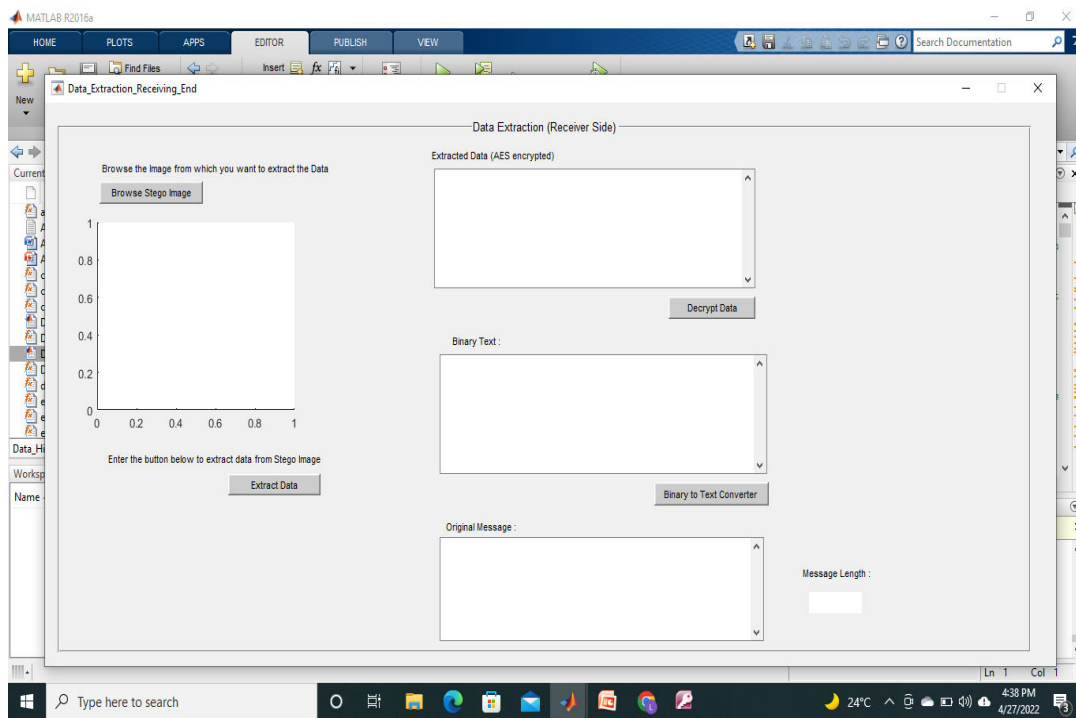 MATLAB R2016a
HOME PLOTS APPS EDITOR PUBLISH VIEW
Search Documentation
Find Files
Insert fx
New
Data_Extraction_Receiving_End
Data Extraction (Receiver Side)
Browse the Image from which you want to extract the Data
Browse Stego Image
Extracted Data (AES encrypted)
Decrypt Data
1
0.8
0.6
0.4
0.2
0
0 0.2 0.4 0.6 0.8 1
Binary Text :
Enter the button below to extract data from Stego Image
Extract Data
Binary to Text Converter
Original Message :
Message Length :
Current
Data_Hi
Worksp
Name
Ln 1 Col 1
Type here to search
24°C
4:38 PM
4/27/2022
3